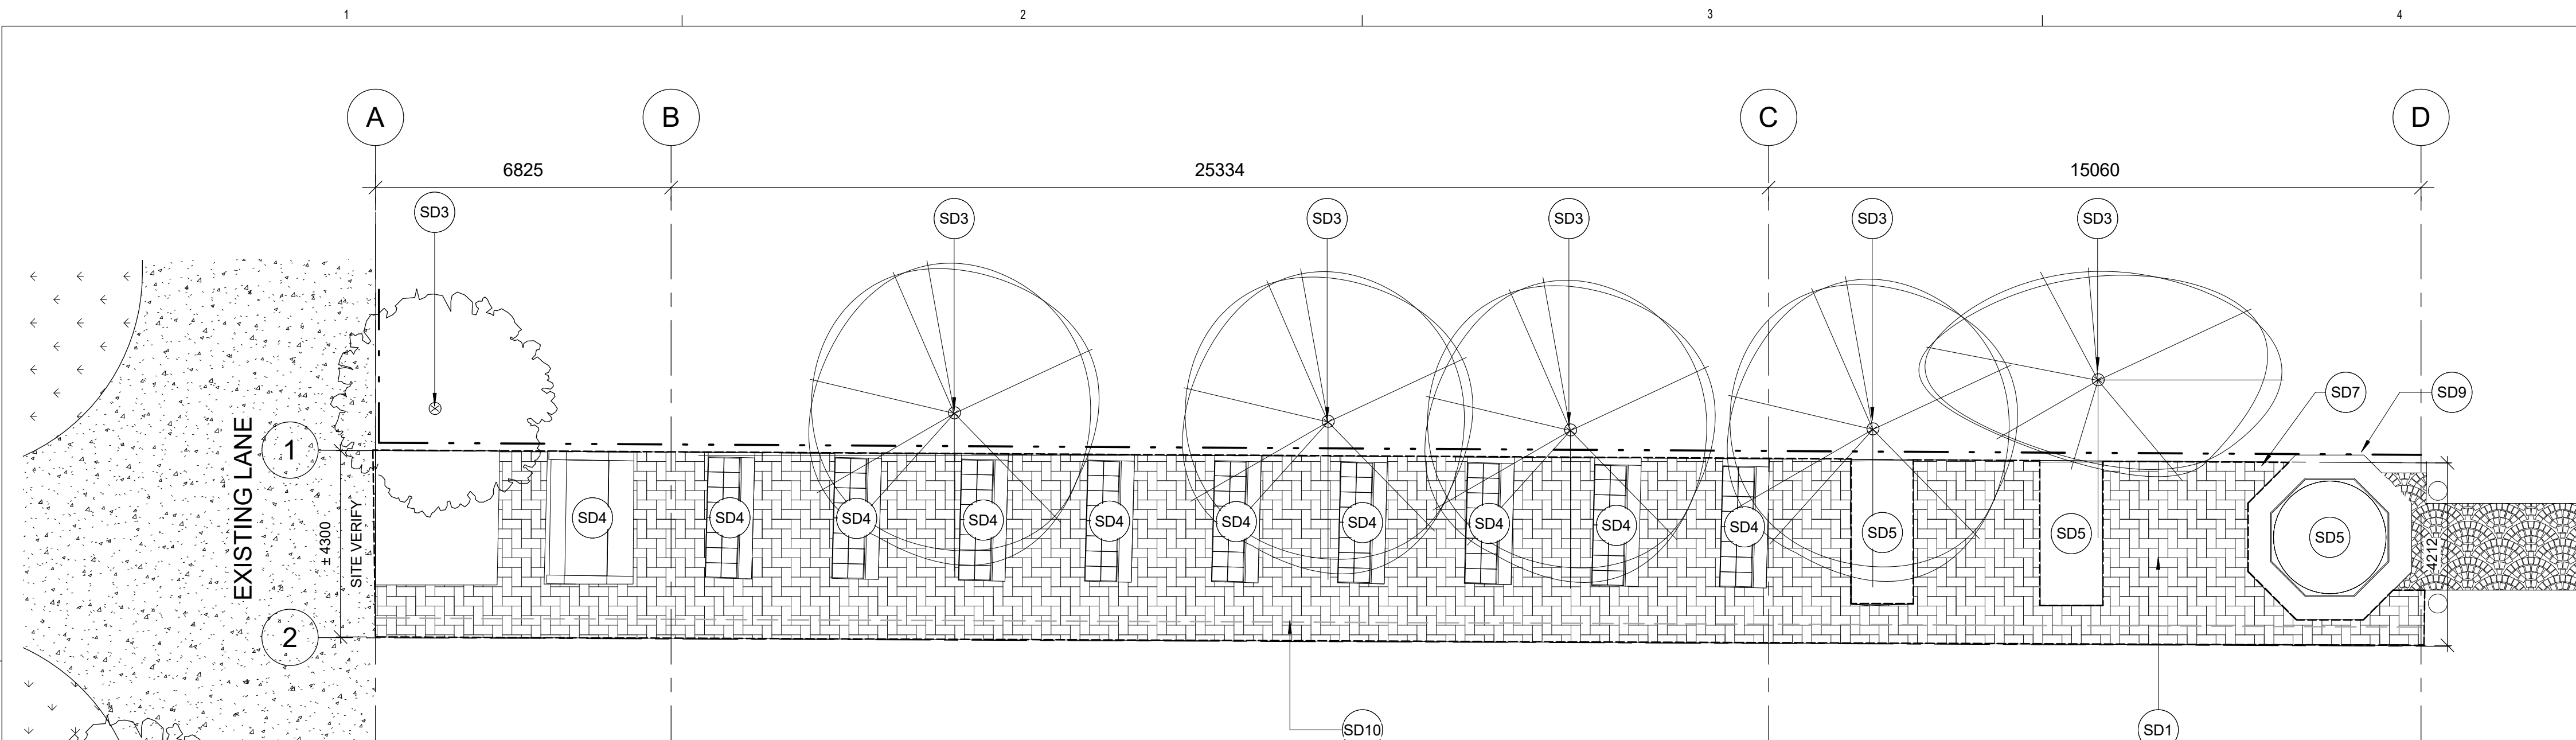 1 2 3 4
A B C D
6825 25334 15060
SD3 SD3 SD3 SD3 SD3 SD3
SD7 SD9
EXISTING LANE
1
± 4300
SITE VERIFY
SD4 SD4 SD4 SD4 SD4 SD4 SD4 SD4 SD4 SD4 SD5 SD5 SD5
4212
2
SD10 SD1